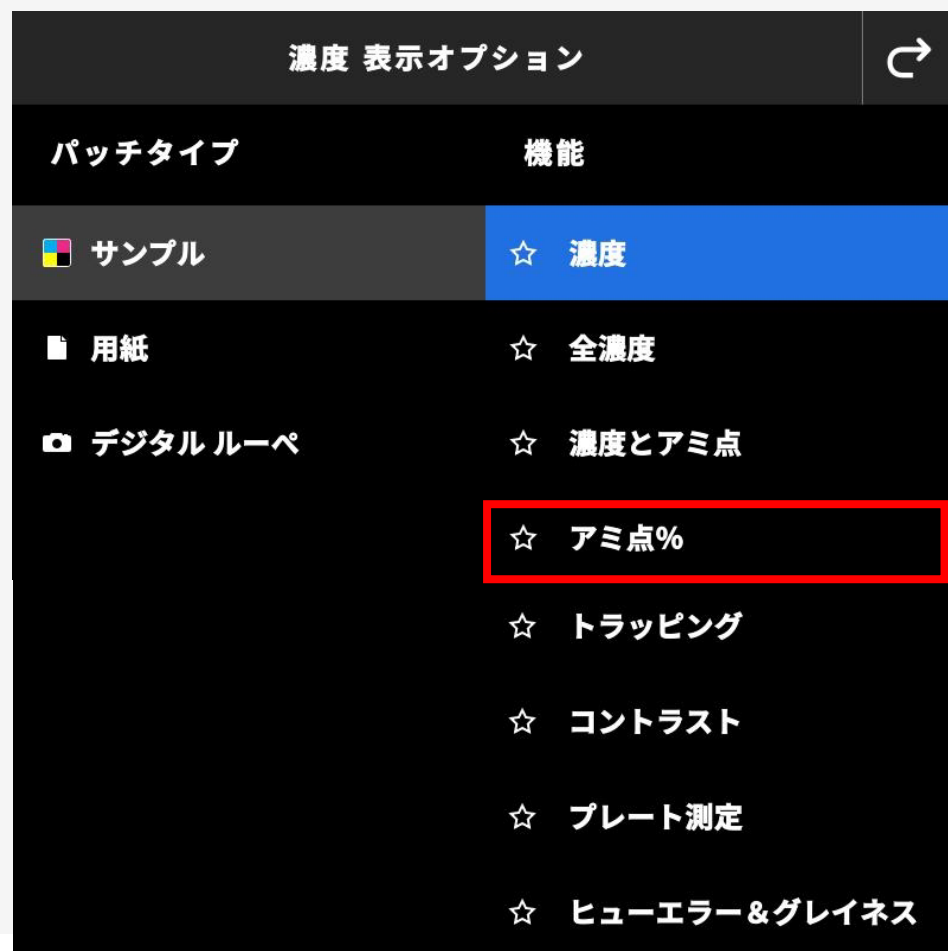 濃度 表示オプション
パッチタイプ
機能
サンプル
濃度
用紙
全濃度
デジタル ルーペ
濃度とアミ点
アミ点%
トラッピング
コントラスト
プレート測定
ヒューエラー＆グレイネス